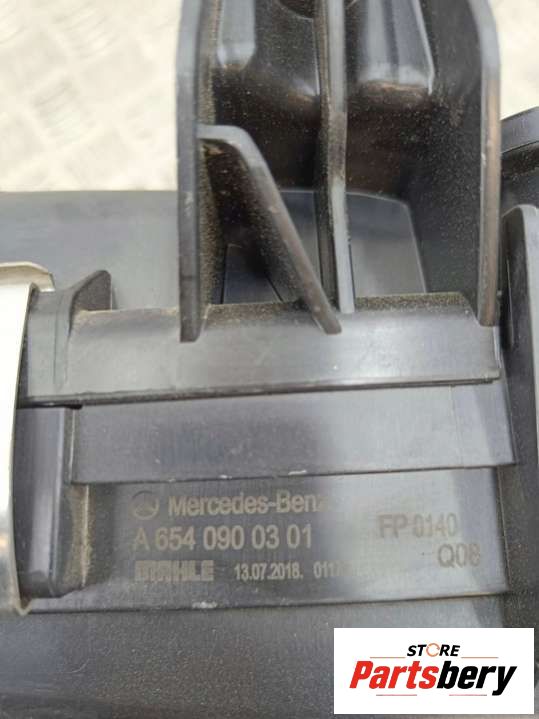 Mercedes-Benz
A 654 090 03 01
FP 0140
Q08
MAHLE 13.07.2018.
STORE
Partsbery